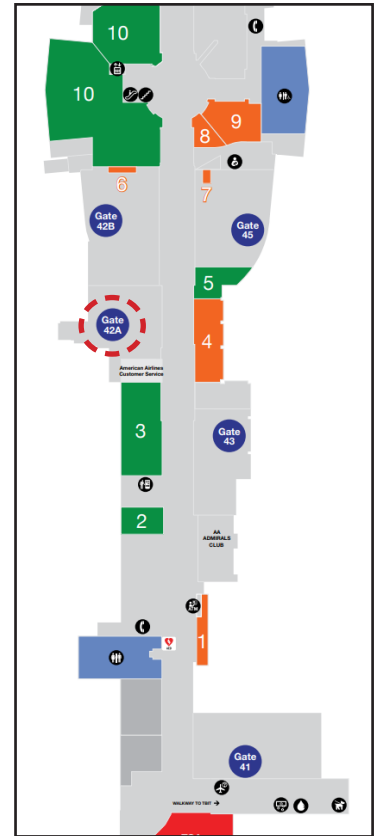 10
10
9
8
6
7
Gate
42B
Gate
45
5
Gate
42A
4
American Airlines
Customer Service
3
Gate
43
2
AA
ADMIRALS
CLUB
ATM
1
Gate
41
WALKWAY TO TBIT →